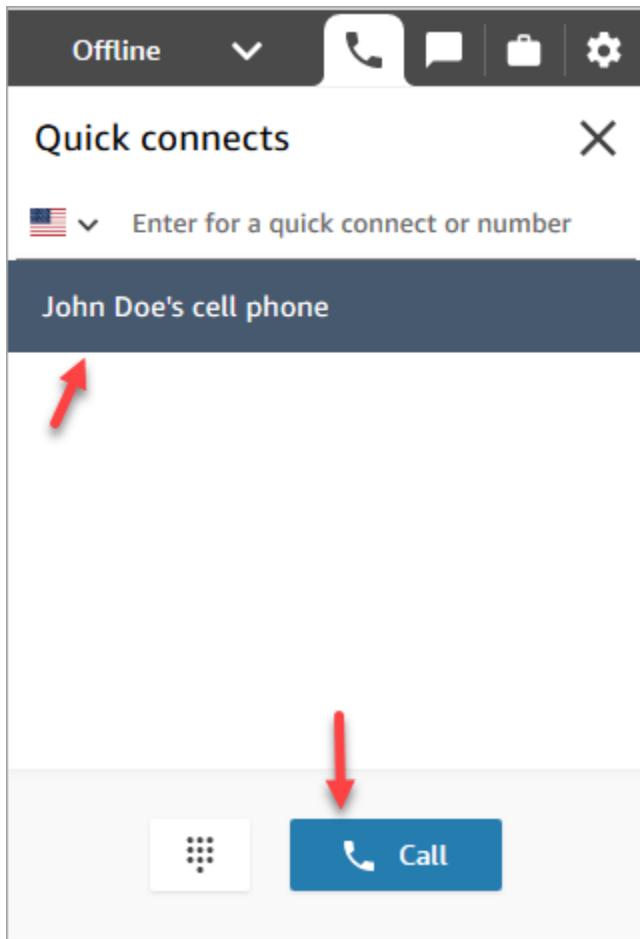 Offline
Quick connects
Enter for a quick connect or number
John Doe's cell phone
Call